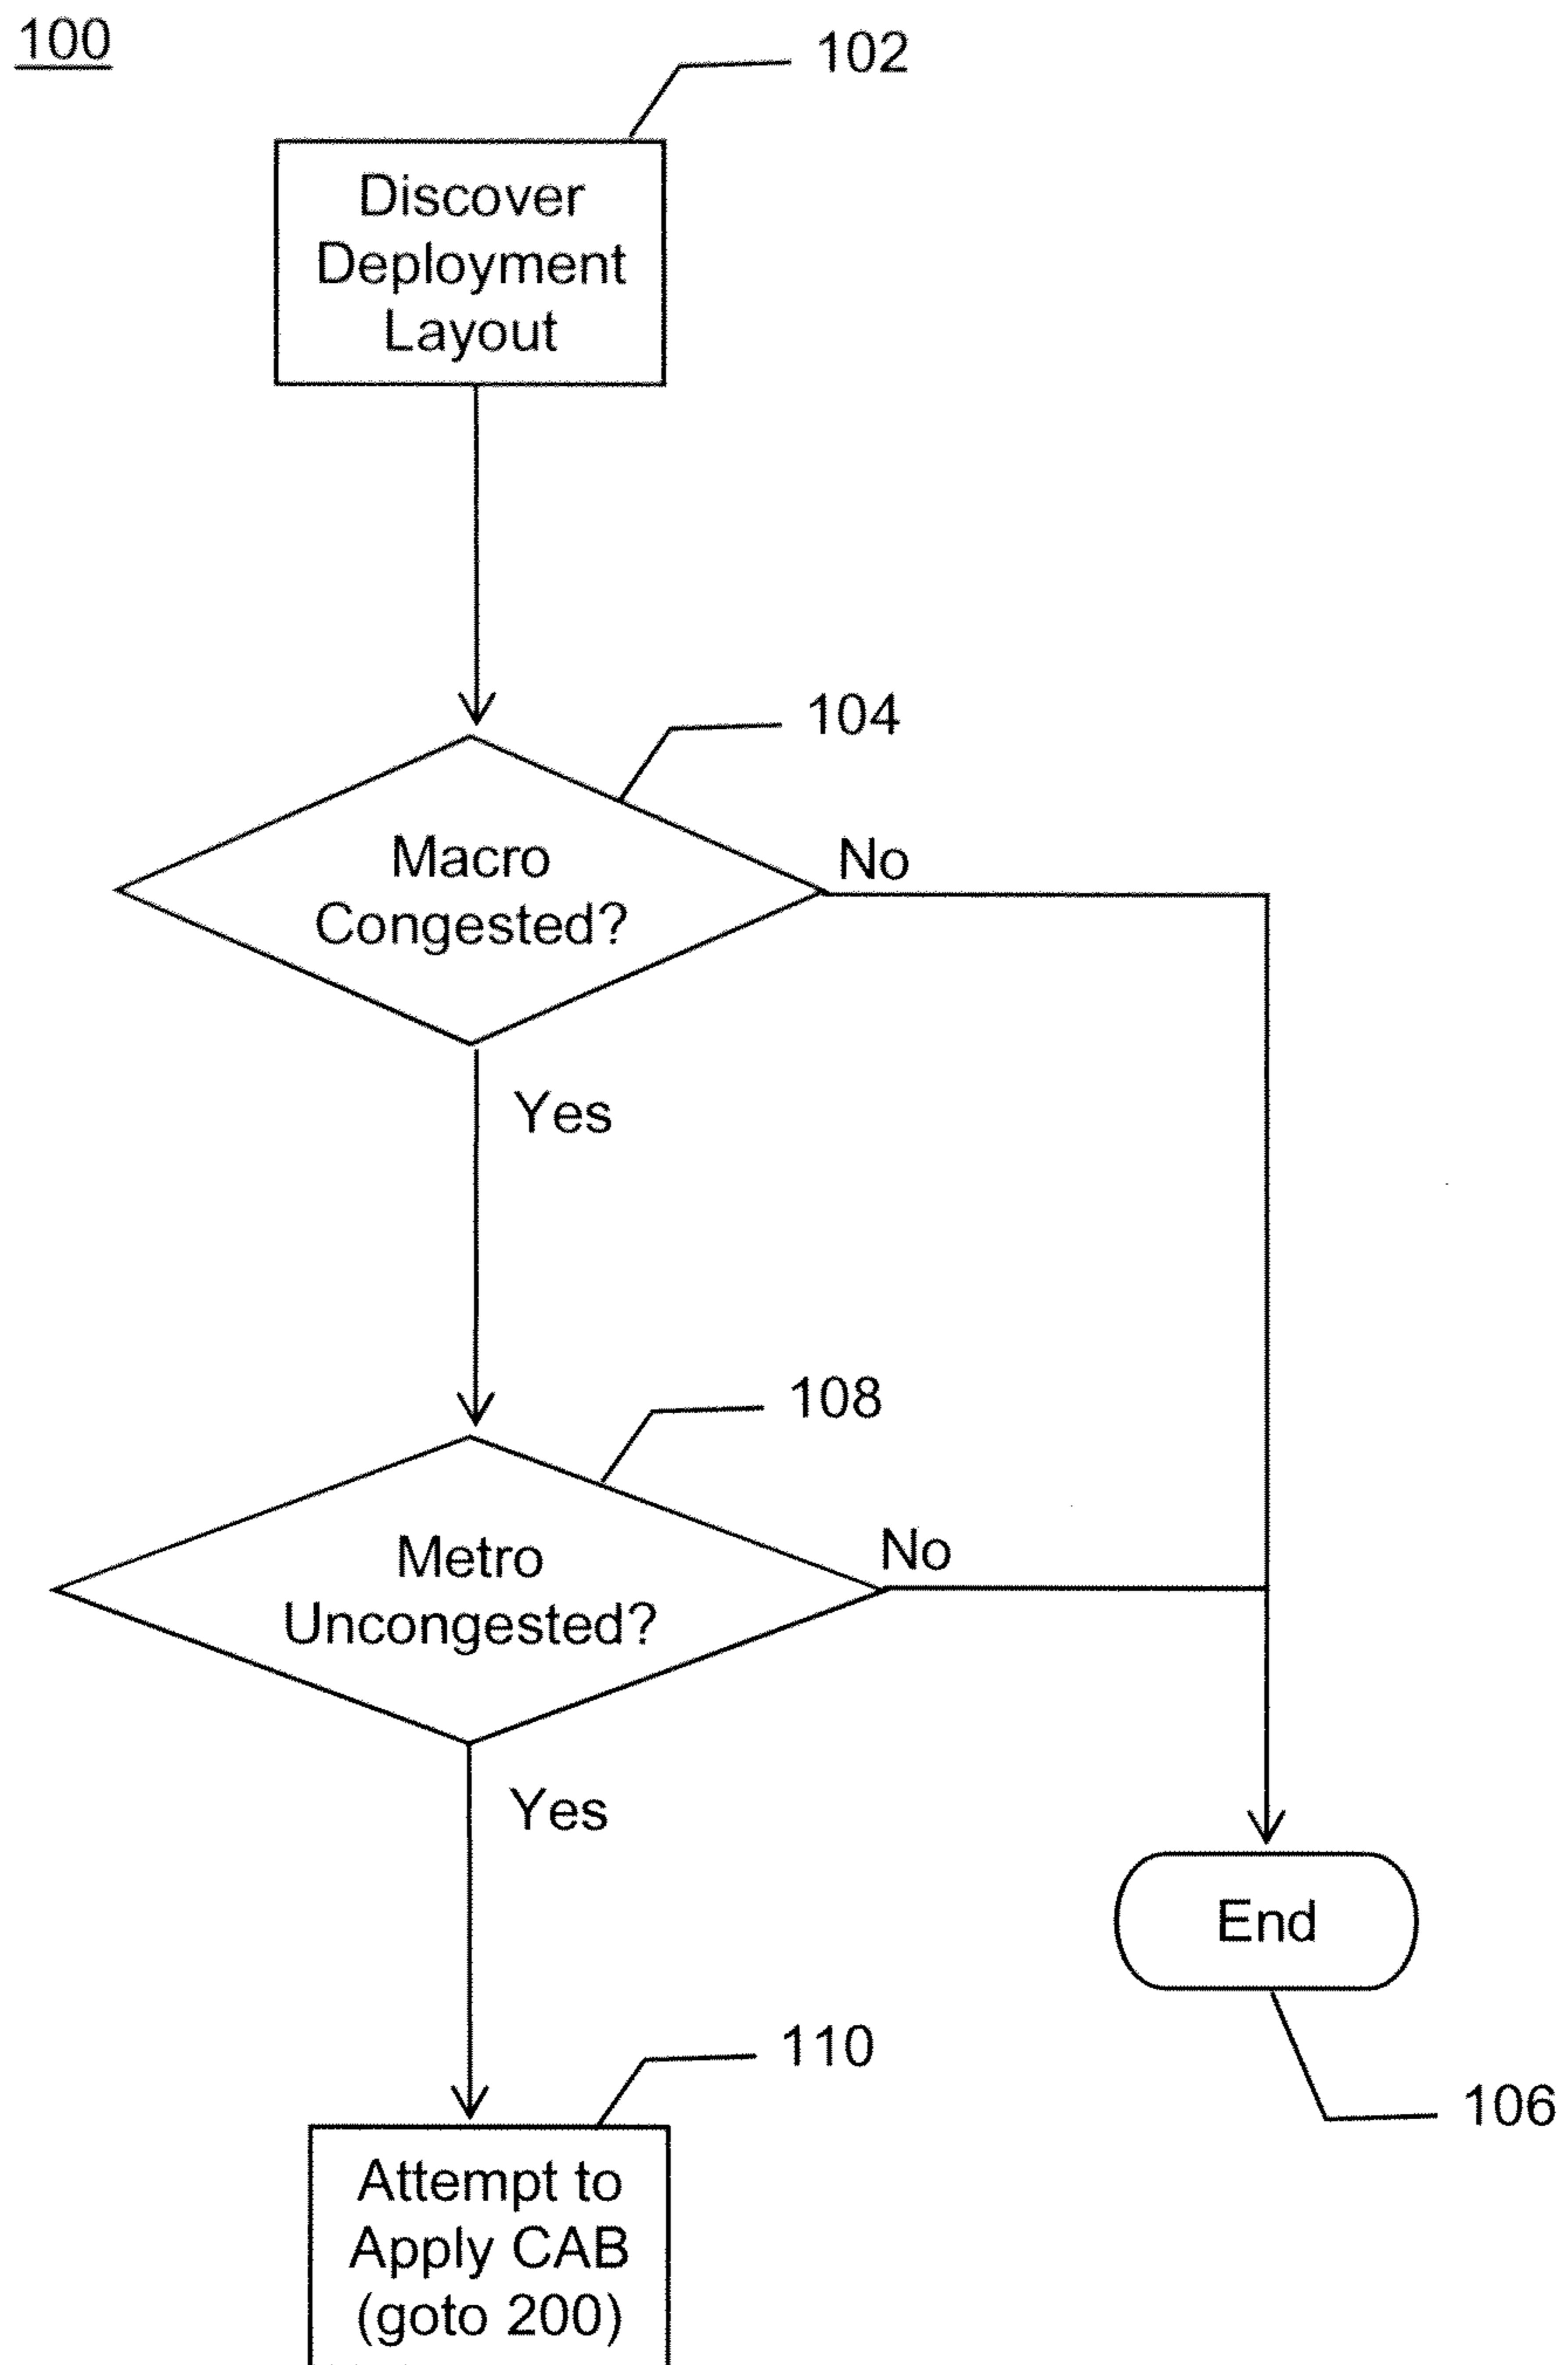 100
102
Discover
Deployment
Layout
104
Macro
Congested?
No
Yes
108
Metro
Uncongested?
No
Yes
End
110
106
Attempt to
Apply CAB
(goto 200)